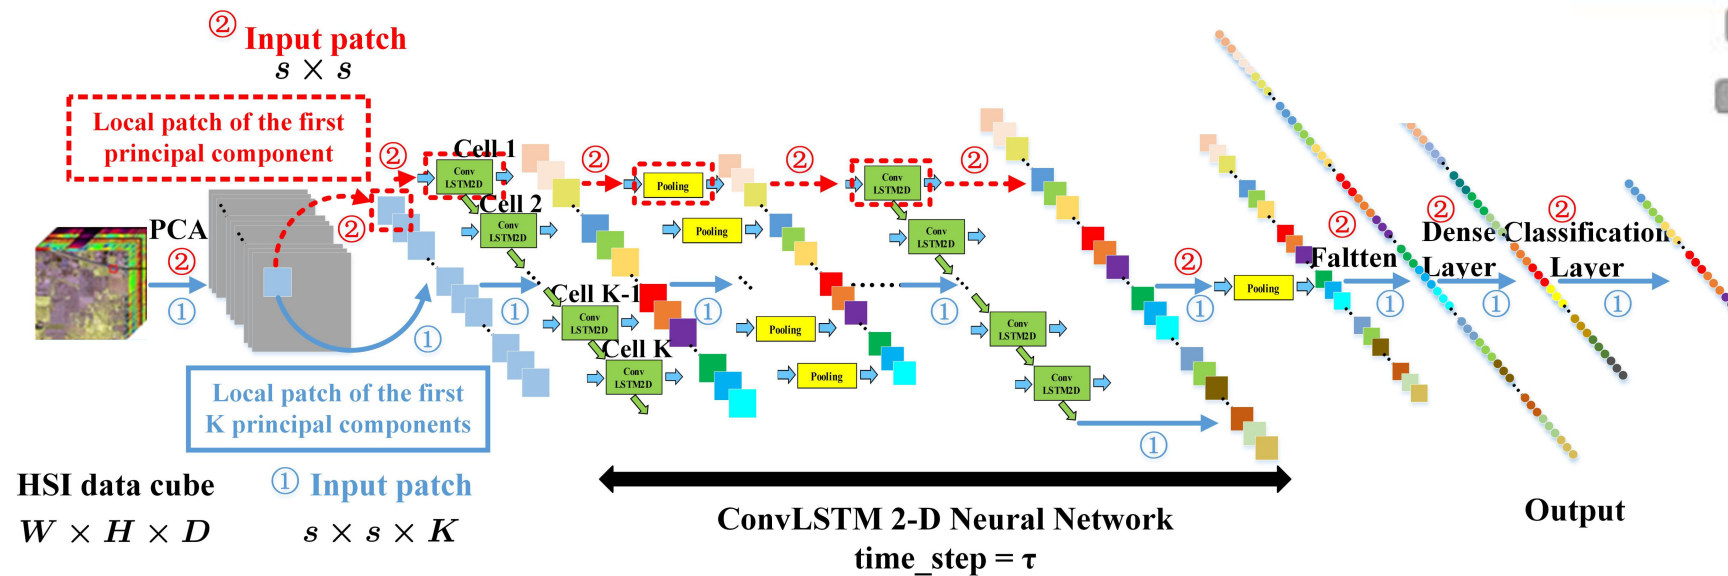 ② Input patch
s × s
Local patch of the first
principal component
PCA
②
①
②
②
①
Cell 1
Conv
LSTM2D
Cell 2
Conv
LSTM2D
①
Cell K-1
Conv
LSTM2D
Cell K
Conv
LSTM2D
②
Pooling
Pooling
①
Pooling
Pooling
②
Conv
LSTM2D
Conv
LSTM2D
①
Conv
LSTM2D
Conv
LSTM2D
②
①
②
①
Pooling
②
Faltten
①
②
Dense
Layer
①
②
Classification
Layer
①
Local patch of the first
K principal components
HSI data cube
W × H × D
① Input patch
s × s × K
ConvLSTM 2-D Neural Network
time_step = τ
Output